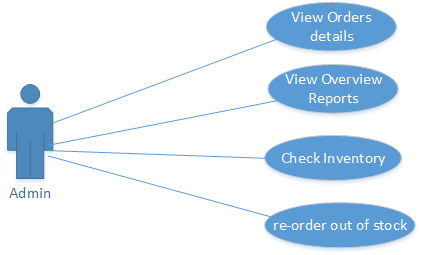 View Orders
details
View Overview
Reports
Check Inventory
Admin
re-order out of stock